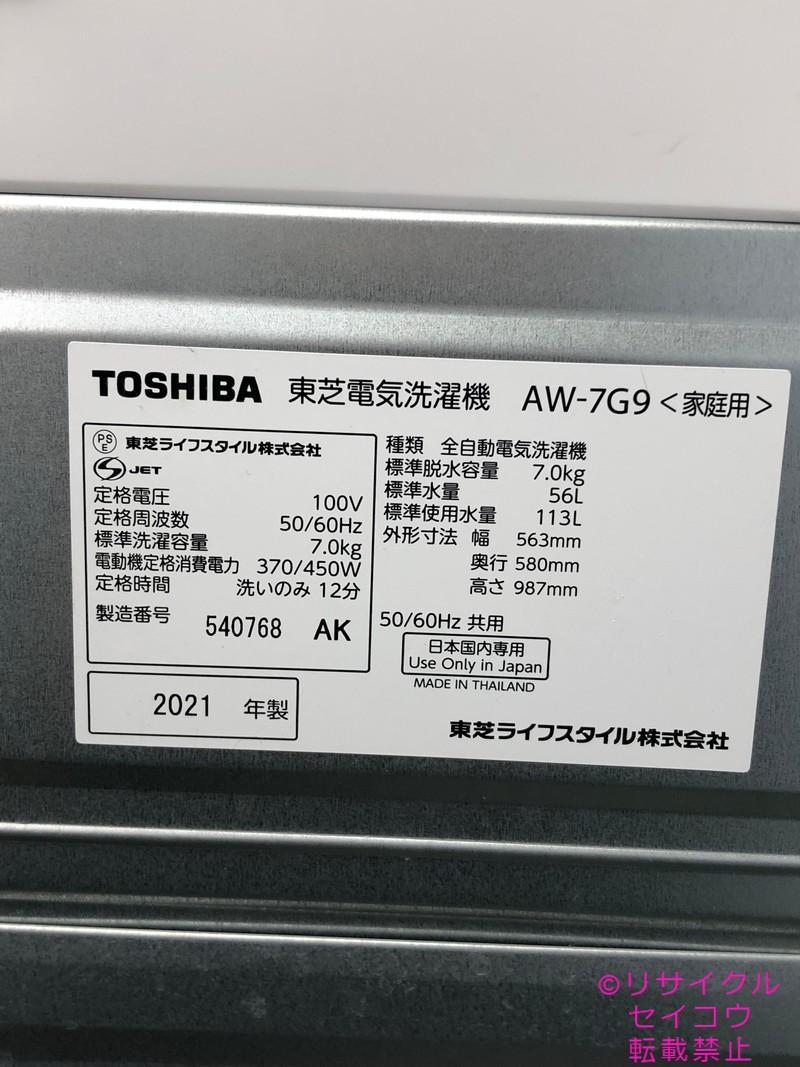 TOSHIBA 東芝電気洗濯機 AW-7G9<家庭用>
PS
E 東芝ライフスタイル株式会社
S JET
定格電圧 100V
定格周波数 50/60Hz
標準洗濯容量 7.0kg
電動機定格消費電力 370/450W
定格時間 洗いのみ 12分
製造番号 540768 AK
2021 年製
種類 全自動電気洗濯機
標準脱水容量 7.0kg
標準水量 56L
標準使用水量 113L
外形寸法 幅 563mm
奥行 580mm
高さ 987mm
50/60Hz 共用
日本国内専用
Use Only in Japan
MADE IN THAILAND
東芝ライフスタイル株式会社
©リサイクル
セイコウ
転載禁止